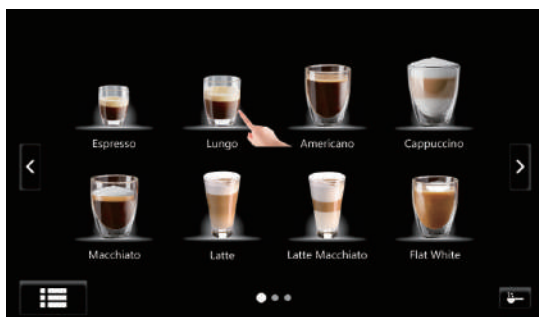 Espresso
Lungo
Americano
Cappuccino
Macchiato
Latte
Latte Macchiato
Flat White